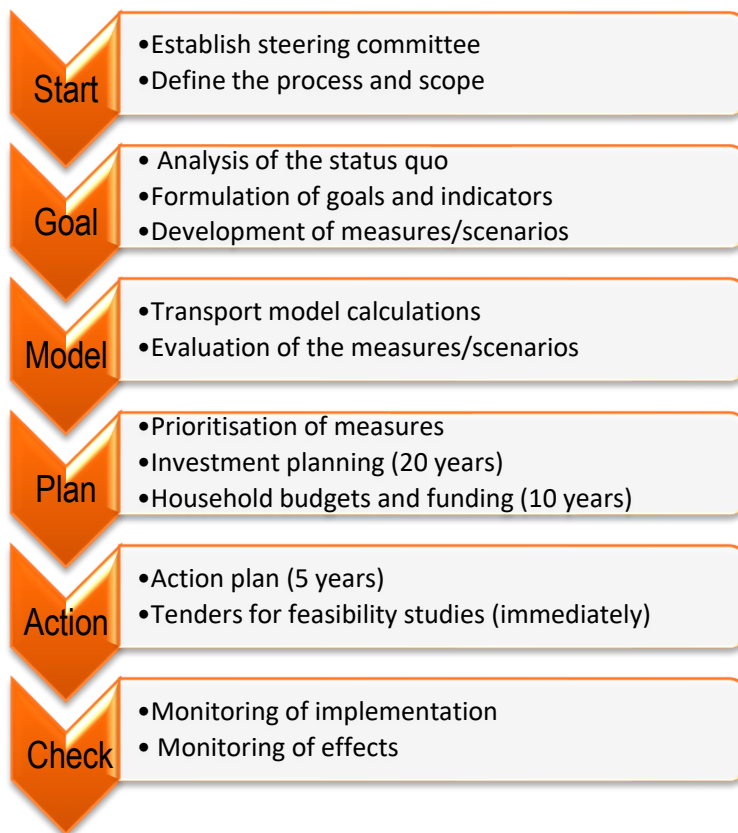 Start
•Establish steering committee
•Define the process and scope
Goal
• Analysis of the status quo
•Formulation of goals and indicators
•Development of measures/scenarios
Model
•Transport model calculations
•Evaluation of the measures/scenarios
Plan
•Prioritisation of measures
•Investment planning (20 years)
•Household budgets and funding (10 years)
Action
•Action plan (5 years)
•Tenders for feasibility studies (immediately)
Check
•Monitoring of implementation
• Monitoring of effects